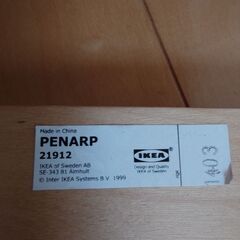 Made in China
PENARP
21912
IKEA of Sweden AB
SE-343 81 Älmhult
© Inter IKEA Systems B.V. 1999
IKEA ®
Design and Quality
IKEA of Sweden